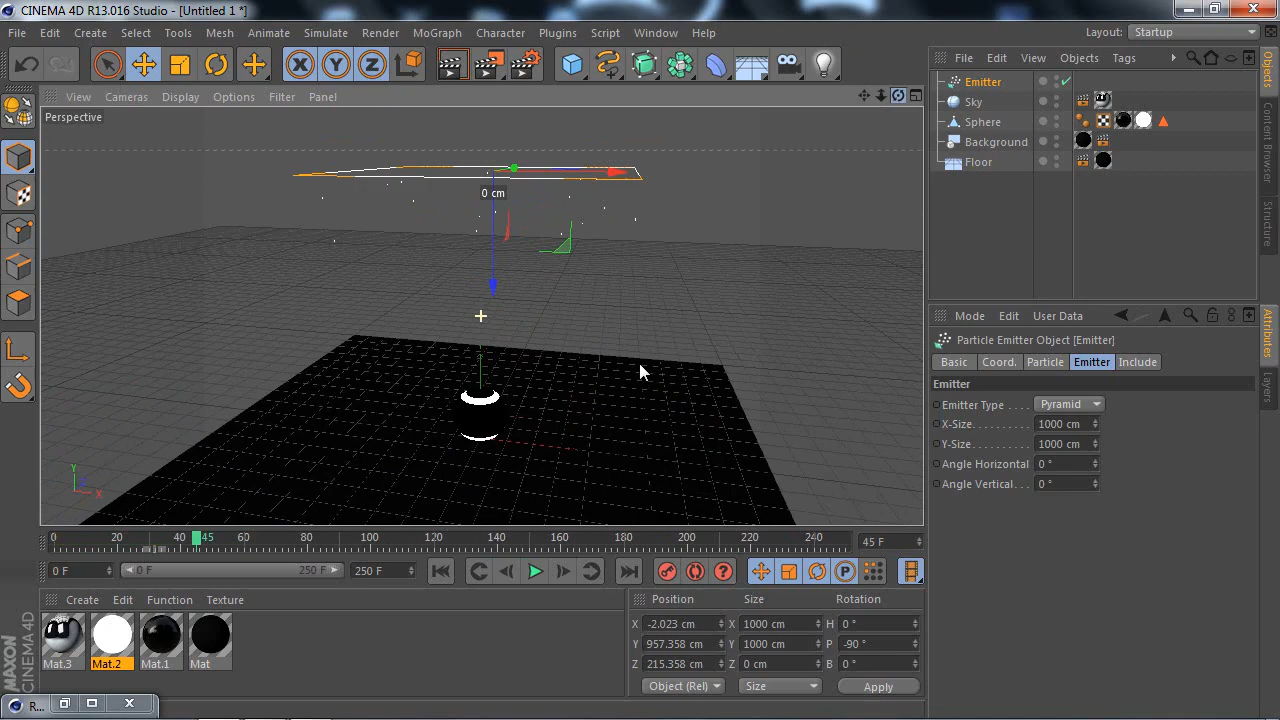 CINEMA 4D R13.016 Studio - [Untitled 1 *]
File Edit Create Select Tools Mesh Animate Simulate Render MoGraph Character Plugins Script Window Help Layout: Startup
X Y Z
File Edit View Objects Tags
Emitter
Sky
Sphere
Background
Floor
Objects
Content Browser
Structure
View Cameras Display Options Filter Panel
Perspective
0 cm
Y
X
Mode Edit User Data
Particle Emitter Object [Emitter]
Basic Coord. Particle Emitter Include
Emitter
Emitter Type . . . . Pyramid
X-Size. . . . . . . . . 1000 cm
Y-Size. . . . . . . . . 1000 cm
Angle Horizontal 0 °
Angle Vertical. . . 0 °
Attributes
Layers
0 20 40 45 60 80 100 120 140 160 180 200 220 240 45 F
0 F 0 F 250 F 250 F
P
Create Edit Function Texture
Mat.3 Mat.2 Mat.1 Mat
Position Size Rotation
X -2.023 cm X 1000 cm H 0 °
Y 957.358 cm Y 1000 cm P -90 °
Z 215.358 cm Z 0 cm B 0 °
Object (Rel) Size Apply
MAXON
CINEMA 4D
R...